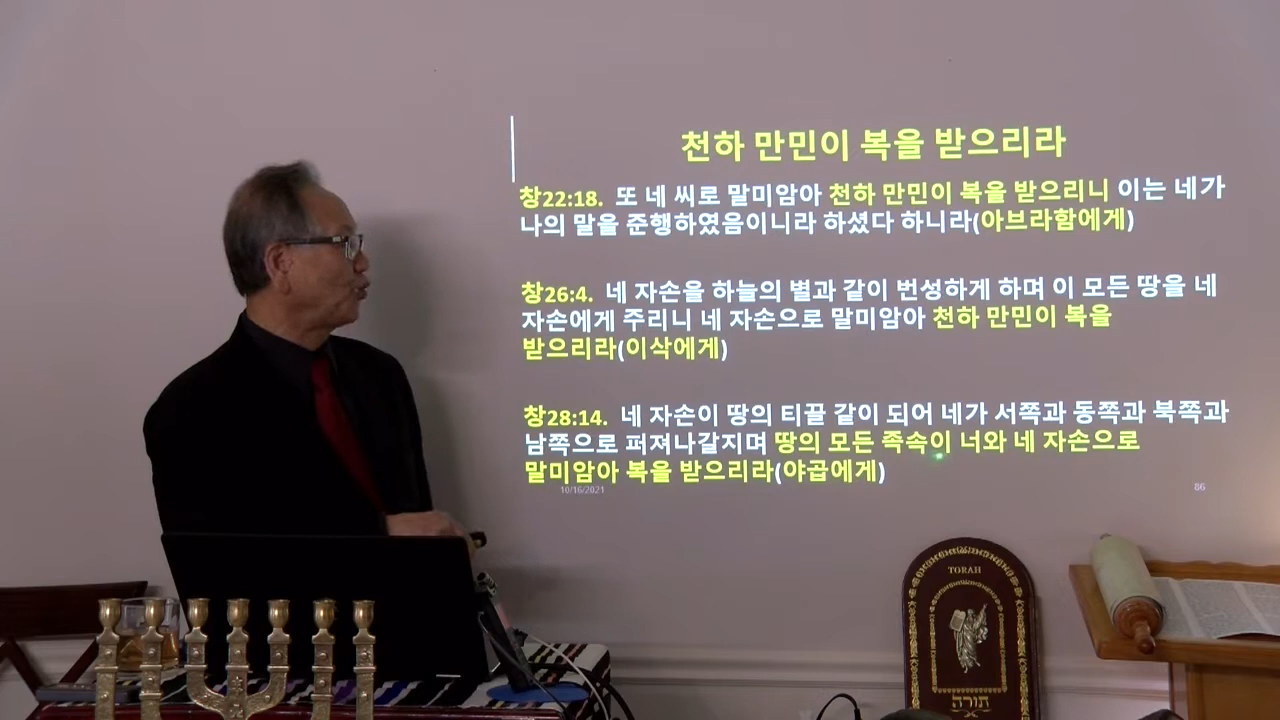 천하 만민이 복을 받으리라
창22:18. 또 네 씨로 말미암아 천하 만민이 복을 받으리니 이는 네가
나의 말을 준행하였음이니라 하셨다 하니라(아브라함에게)
창26:4. 네 자손을 하늘의 별과 같이 번성하게 하며 이 모든 땅을 네
자손에게 주리니 네 자손으로 말미암아 천하 만민이 복을
받으리라(이삭에게)
창28:14. 네 자손이 땅의 티끌 같이 되어 네가 서쪽과 동쪽과 북쪽과
남쪽으로 퍼져나갈지며 땅의 모든 족속이 너와 네 자손으로
말미암아 복을 받으리라(야곱에게)
10/16/2021
86
TORAH
תורה